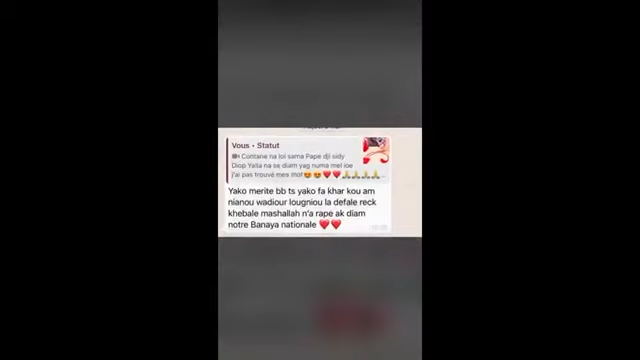 Vous • Statut
Contane na loi sama Pape dji sidy
Diop Yalla na se diam yag numa mel loe
j'ai pas trouvé mes mot😍😍❤️❤️🙏🙏🙏🙏...
Yako merite bb ts yako fa khar kou am
nianou wadiour lougniou la defale reck
khebale mashallah n'a rape ak diam
notre Banaya nationale ❤️❤️